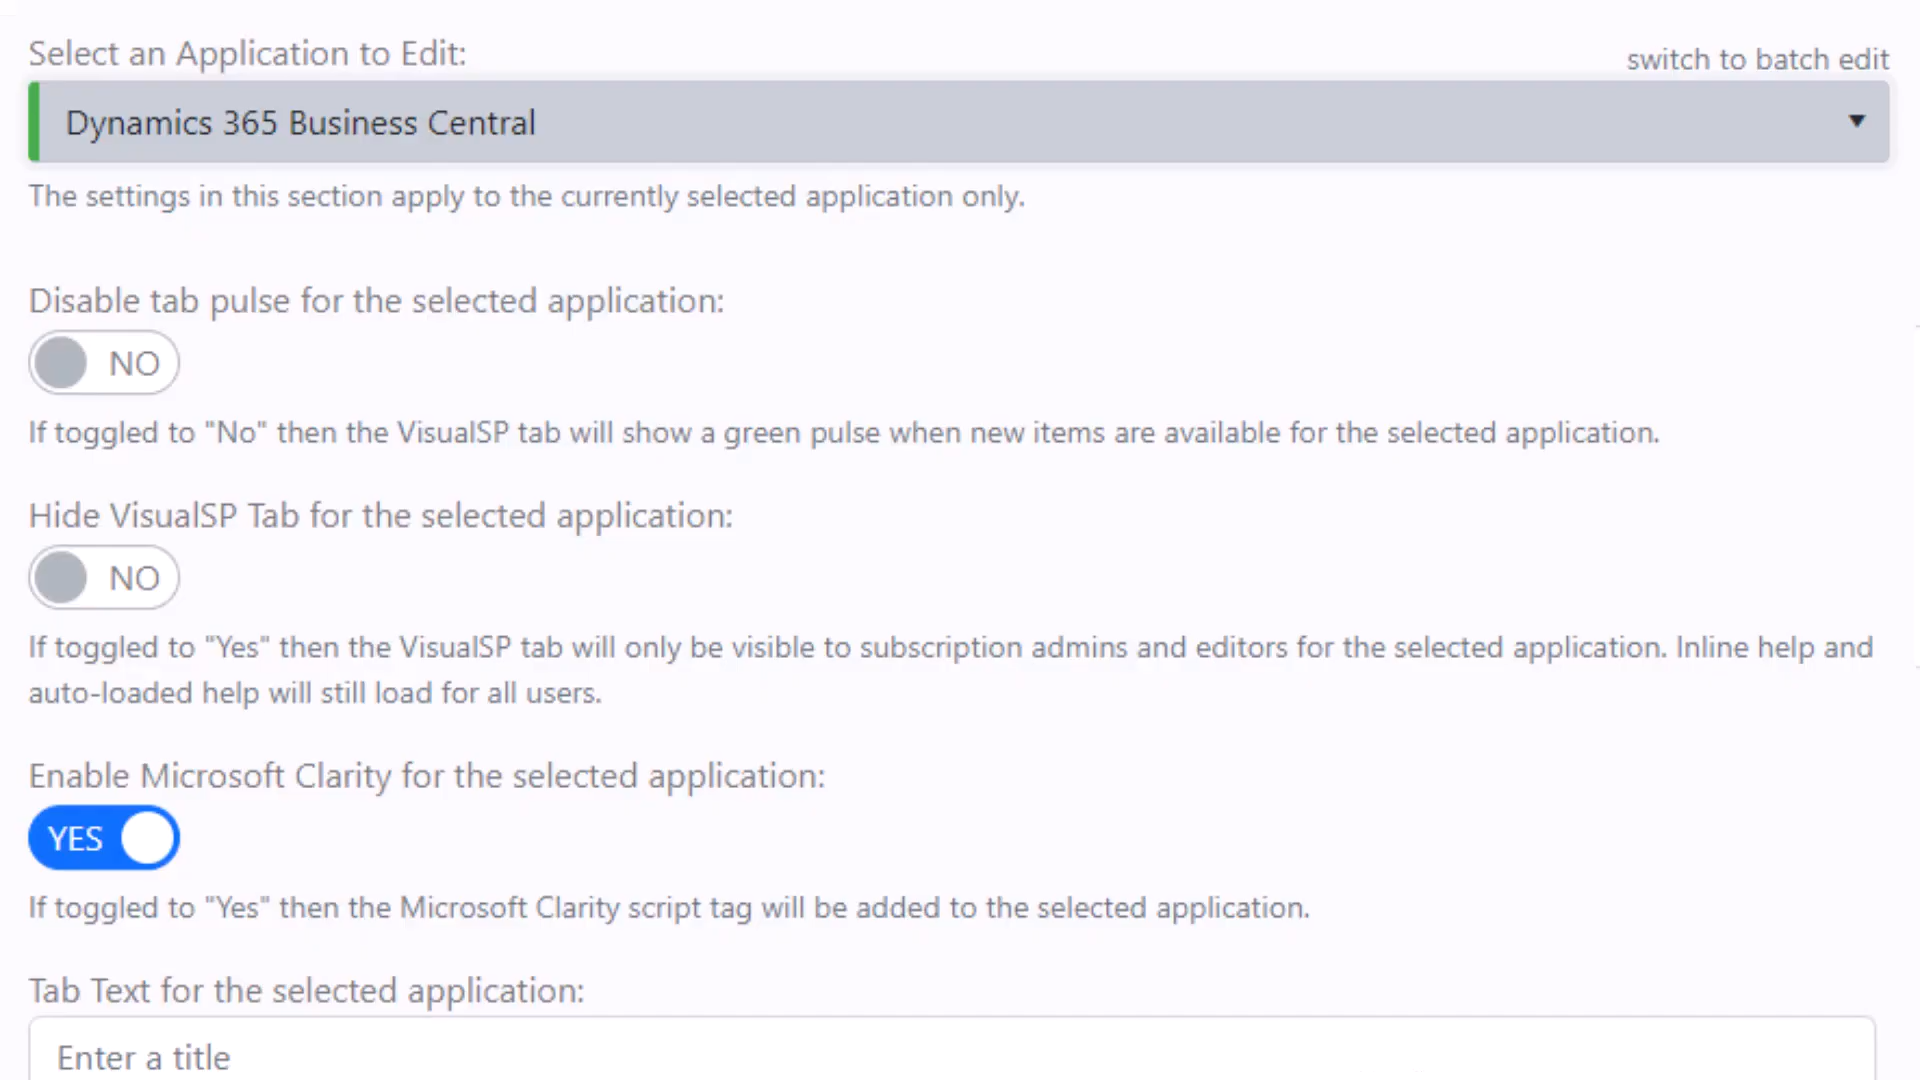 Select an Application to Edit:
switch to batch edit
Dynamics 365 Business Central
The settings in this section apply to the currently selected application only.
Disable tab pulse for the selected application:
NO
If toggled to "No" then the VisualSP tab will show a green pulse when new items are available for the selected application.
Hide VisualSP Tab for the selected application:
NO
If toggled to "Yes" then the VisualSP tab will only be visible to subscription admins and editors for the selected application. Inline help and
auto-loaded help will still load for all users.
Enable Microsoft Clarity for the selected application:
YES
If toggled to "Yes" then the Microsoft Clarity script tag will be added to the selected application.
Tab Text for the selected application:
Enter a title